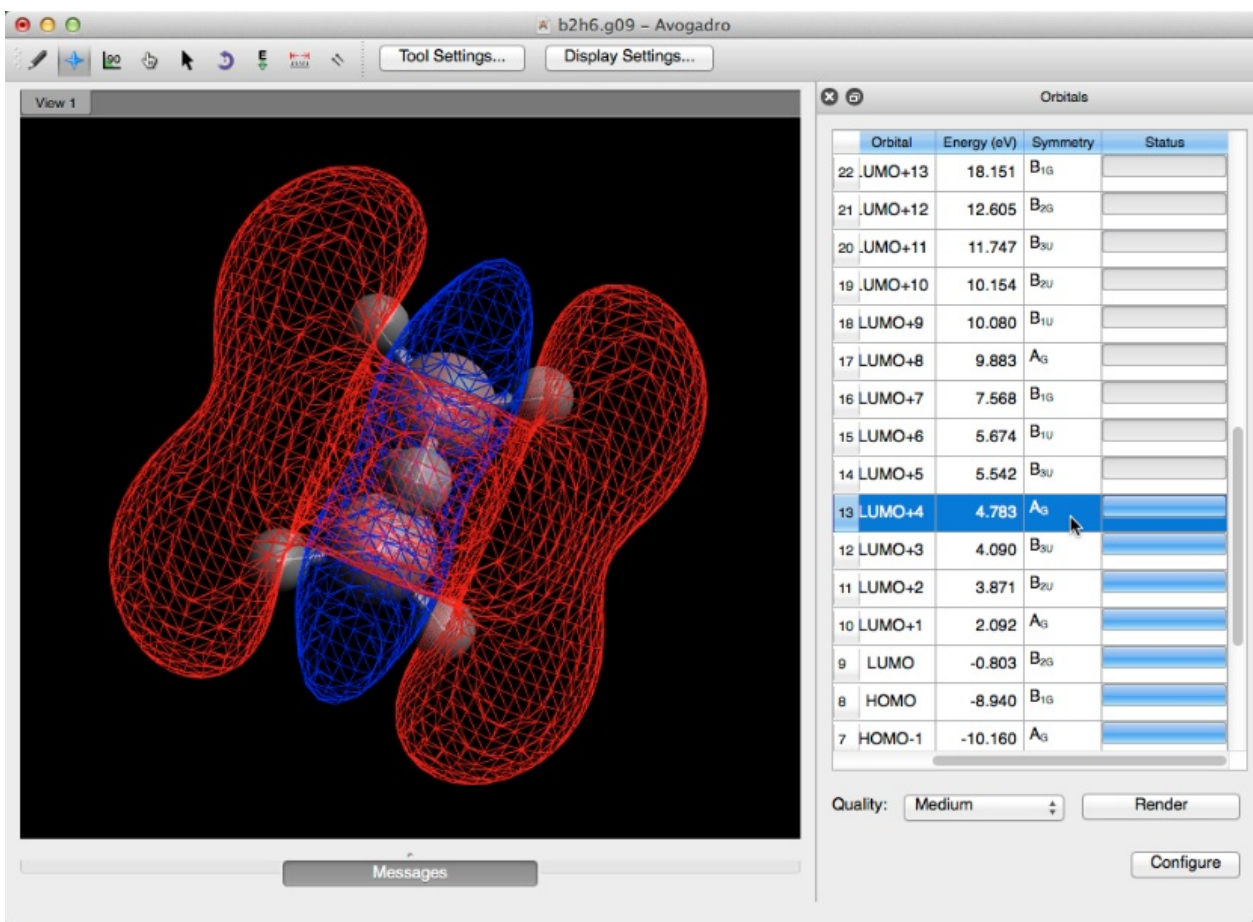 b2h6.g09 – Avogadro
90 E Tool Settings... Display Settings...
View 1
Orbitals
Orbital Energy (eV) Symmetry Status
22 .UMO+13 18.151 B1G
21 .UMO+12 12.605 B2G
20 .UMO+11 11.747 B3U
19 .UMO+10 10.154 B2U
18 LUMO+9 10.080 B1U
17 LUMO+8 9.883 AG
16 LUMO+7 7.568 B1G
15 LUMO+6 5.674 B1U
14 LUMO+5 5.542 B3U
13 LUMO+4 4.783 AG
12 LUMO+3 4.090 B3U
11 LUMO+2 3.871 B2U
10 LUMO+1 2.092 AG
9 LUMO -0.803 B2G
8 HOMO -8.940 B1G
7 HOMO-1 -10.160 AG
Quality: Medium Render
Configure
Messages